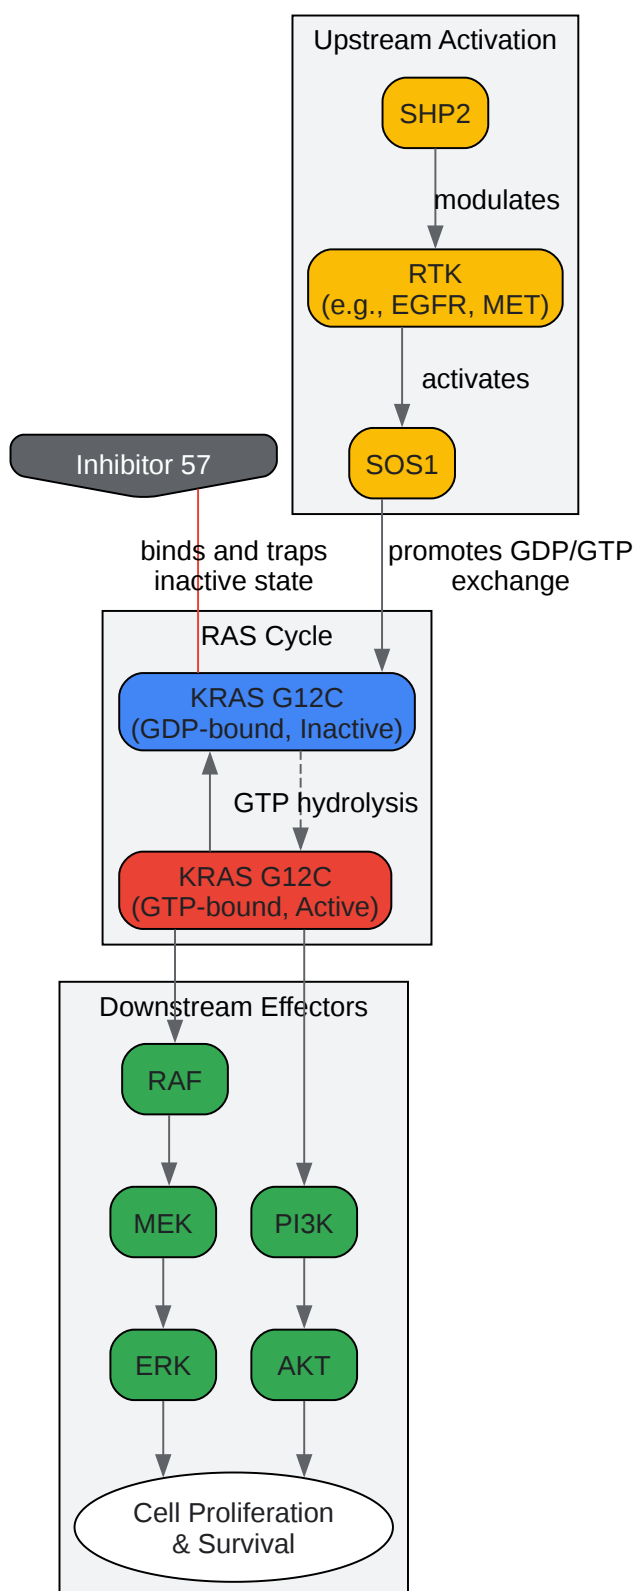 Upstream Activation
SHP2
modulates
RTK
(e.g., EGFR, MET)
activates
SOS1
Inhibitor 57
binds and traps
inactive state
promotes GDP/GTP
exchange
RAS Cycle
KRAS G12C
(GDP-bound, Inactive)
GTP hydrolysis
KRAS G12C
(GTP-bound, Active)
Downstream Effectors
RAF
MEK
PI3K
ERK
AKT
Cell Proliferation
& Survival